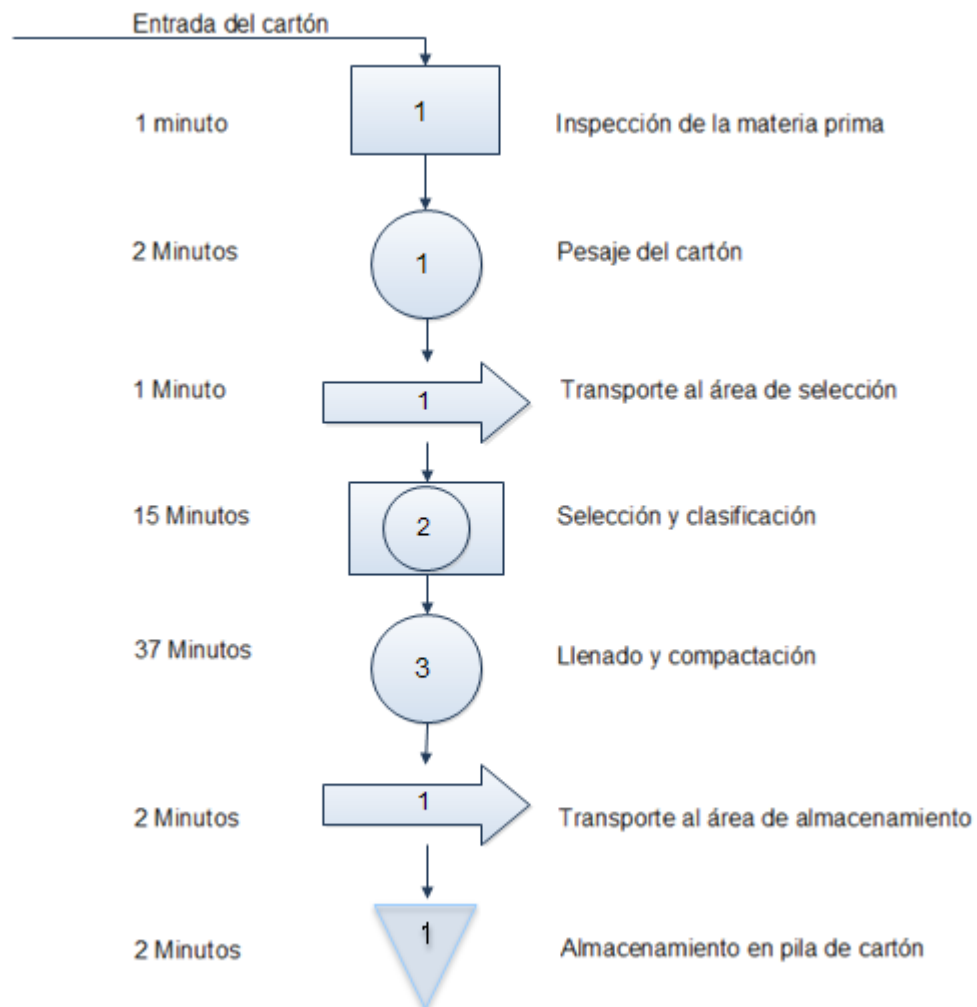 Entrada del cartón
1 minuto
1
Inspección de la materia prima
2 Minutos
1
Pesaje del cartón
1 Minuto
1
Transporte al área de selección
15 Minutos
2
Selección y clasificación
37 Minutos
3
Llenado y compactación
2 Minutos
1
Transporte al área de almacenamiento
2 Minutos
1
Almacenamiento en pila de cartón